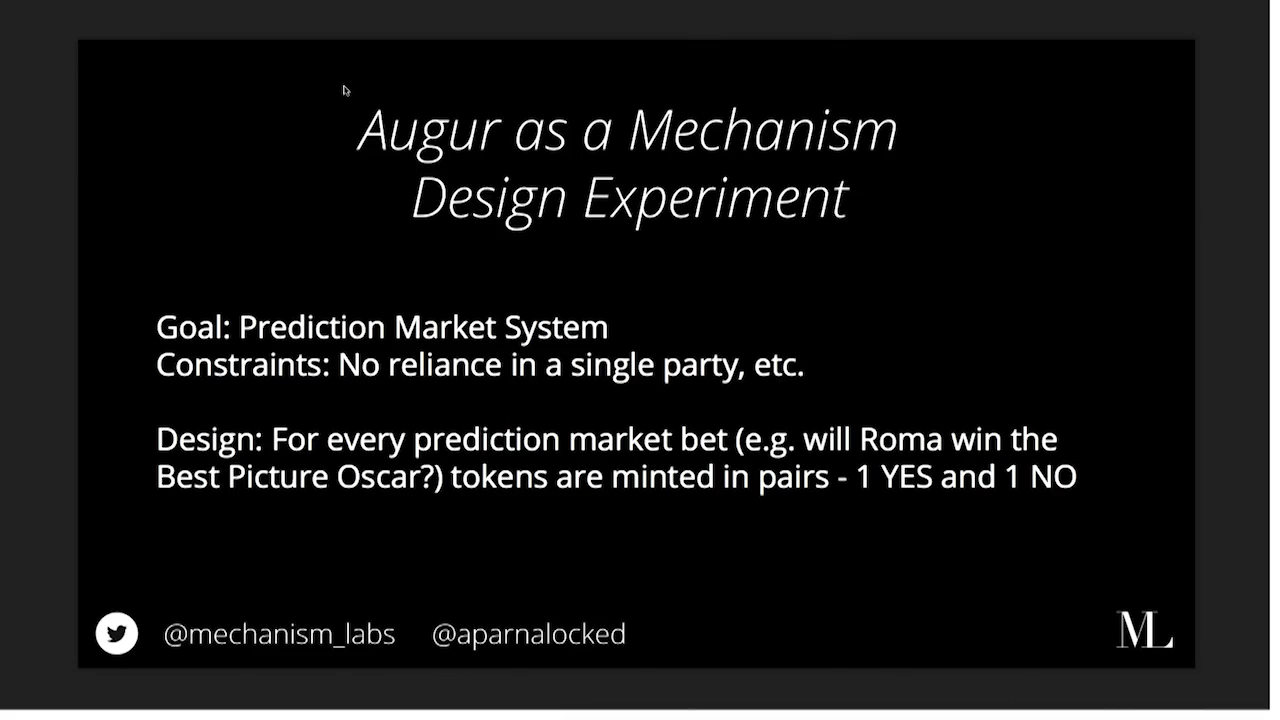 Augur as a Mechanism
Design Experiment
Goal: Prediction Market System
Constraints: No reliance in a single party, etc.
Design: For every prediction market bet (e.g. will Roma win the
Best Picture Oscar?) tokens are minted in pairs - 1 YES and 1 NO
@mechanism_labs @aparnalocked
ML